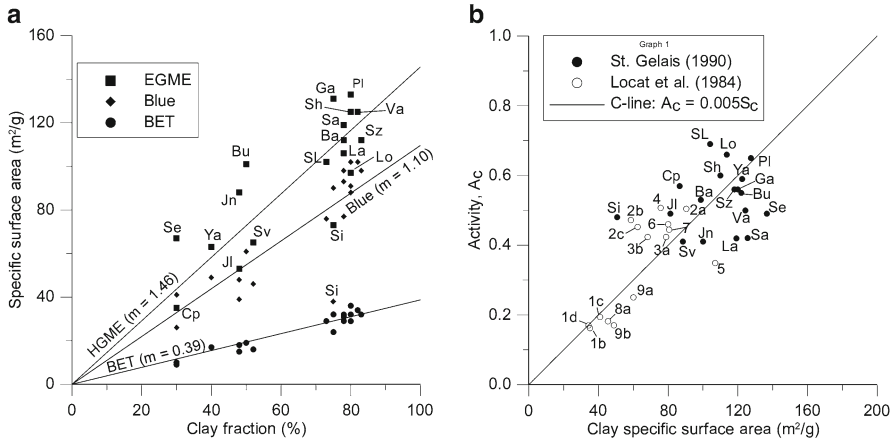 a
160
120
80
40
0
Specific surface area (m²/g)
EGME
Blue
BET
Ga
Pl
Sh
Va
Sa
Ba
Sz
SL
La
Lo
Bu
Jn
Se
Ya
Sv
Si
Jl
Cp
Si
HGME (m = 1.46)
Blue (m = 1.10)
BET (m = 0.39)
0
20
40
60
80
100
Clay fraction (%)
b
1.0
0.8
0.6
0.4
0.2
0.0
Activity, Ac
Graph 1
St. Gelais (1990)
Locat et al. (1984)
C-line: Ac = 0.005Sc
SL
Lo
Pl
Sh
Ya
Cp
Ga
Ba
Sz
Bu
Si
Jl
Va
Se
4
2b
2a
2c
6
7
3b
3a
Sv
Jn
La
Sa
5
9a
1c
8a
1d
1b
9b
0
40
80
120
160
200
Clay specific surface area (m²/g)